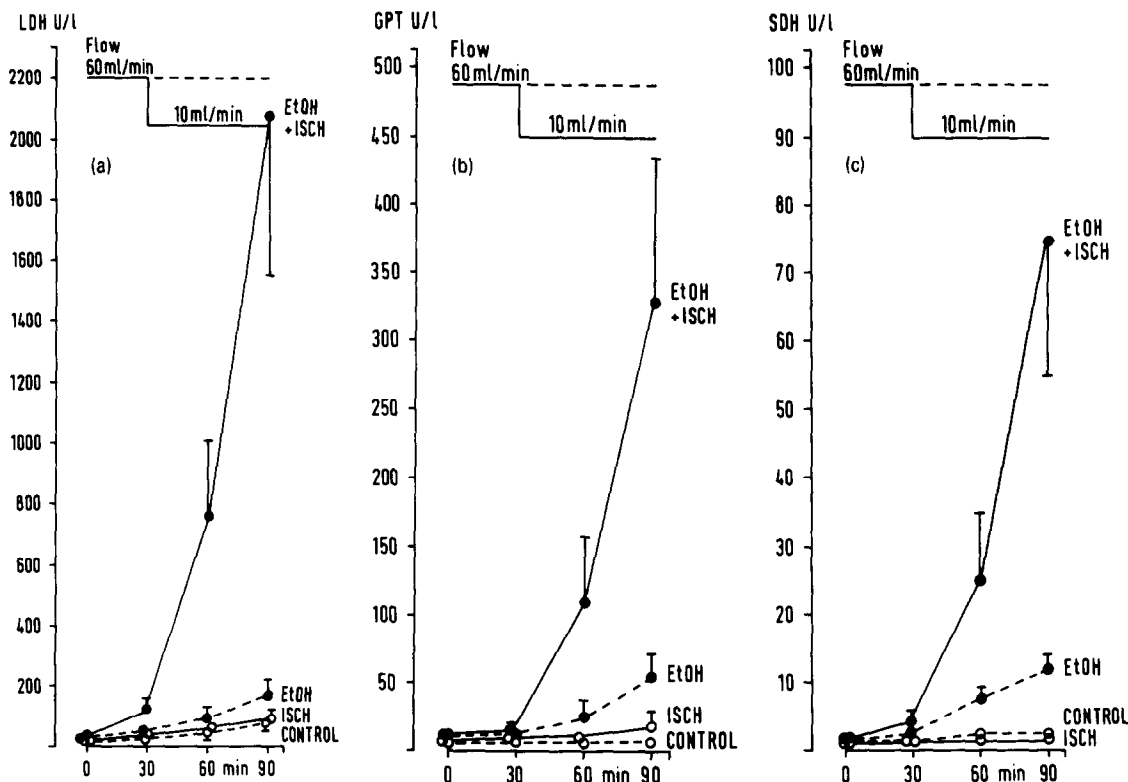 LDH U/l
Flow
60ml/min
10ml/min
(a)
EtOH
+ISCH
EtOH
ISCH
CONTROL
2200
2000
1800
1600
1400
1200
1000
800
600
400
200
0 30 60 min 90
GPT U/l
Flow
60ml/min
10ml/min
(b)
EtOH
+ISCH
EtOH
ISCH
CONTROL
500
450
400
350
300
250
200
150
100
50
0 30 60 min 90
SDH U/l
Flow
60ml/min
10ml/min
(c)
EtOH
+ISCH
EtOH
CONTROL
ISCH
100
90
80
70
60
50
40
30
20
10
0 30 60 min 90